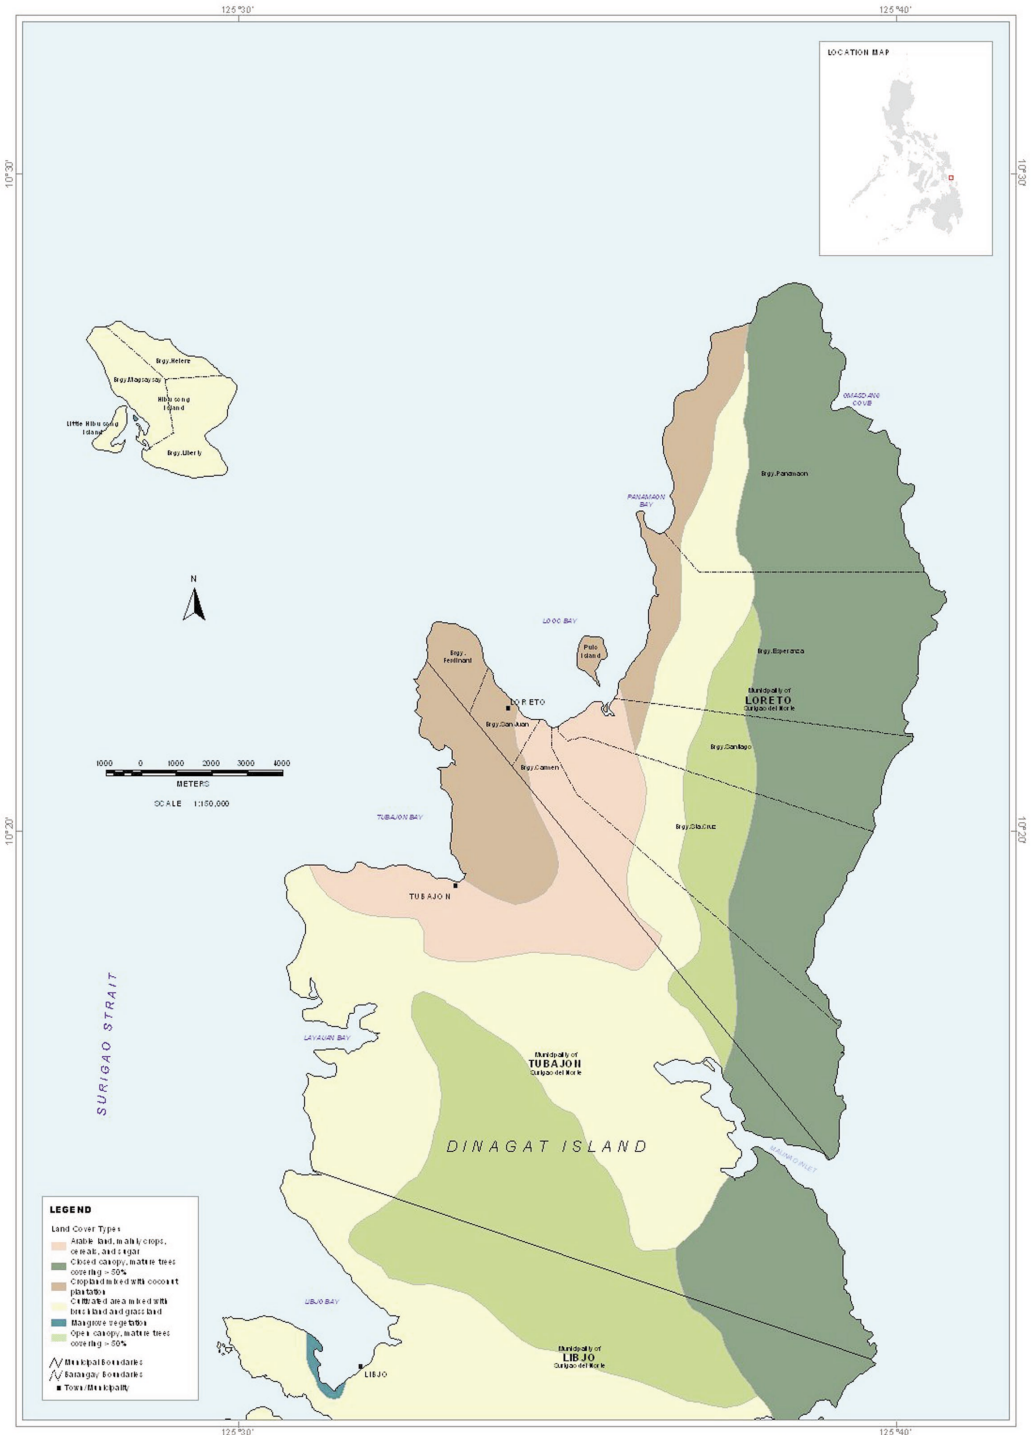 125°30'
125°40'
LOCATION MAP
10°30'
10°30'
Brgy. Helene
Brgy. Magsaysay
Hibusong
Island
Little Hibusong
Island
Brgy. Liberty
OMASDANG
COVE
Brgy. Panamaon
PANAMAON
BAY
N
LOOC BAY
Brgy.
Ferdinand
Pulo
Island
Brgy. Esperanza
Municipality of
LORETO
Surigao del Norte
LORETO
Brgy. San Juan
Brgy. Santiago
Brgy. Carmen
1000 0 1000 2000 3000 4000
METERS
SCALE 1:150,000
TUBAJON BAY
Brgy. Sta. Cruz
10°20'
10°20'
TUBAJON
SURIGAO STRAIT
LAYAUAN BAY
Municipality of
TUBAJON
Surigao del Norte
DINAGAT ISLAND
INLET
LEGEND
Land Cover Types
Arable land, mainly crops,
cereals, and sugar
Closed canopy, mature trees
covering > 50%
Cropland mixed with coconut
plantation
Cultivated area mixed with
brushland and grassland
Mangrove vegetation
Open canopy, mature trees
covering > 50%
Municipal Boundaries
Barangay Boundaries
Town/Municipality
LIBJO BAY
Municipality of
LIBJO
Surigao del Norte
LIBJO
125°30'
125°40'